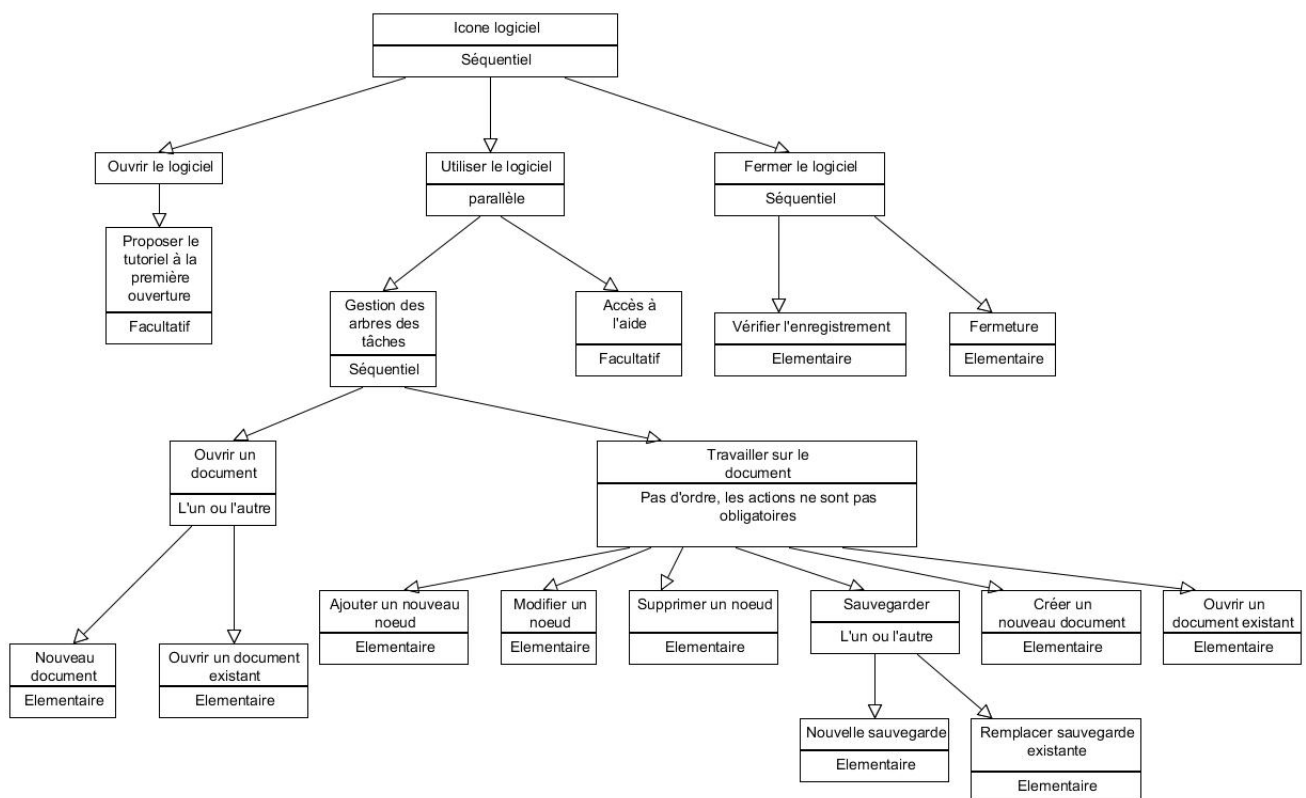 Icone logiciel
Séquentiel
Ouvrir le logiciel
Utiliser le logiciel
parallèle
Fermer le logiciel
Séquentiel
Proposer le
tutoriel à la
première
ouverture
Facultatif
Gestion des
arbres des
tâches
Séquentiel
Accès à
l'aide
Facultatif
Vérifier l'enregistrement
Elementaire
Fermeture
Elementaire
Ouvrir un
document
L'un ou l'autre
Travailler sur le
document
Pas d'ordre, les actions ne sont pas
obligatoires
Nouveau
document
Elementaire
Ouvrir un document
existant
Elementaire
Ajouter un nouveau
noeud
Elementaire
Modifier un
noeud
Elementaire
Supprimer un noeud
Elementaire
Sauvegarder
L'un ou l'autre
Créer un
nouveau document
Elementaire
Ouvrir un
document existant
Elementaire
Nouvelle sauvegarde
Elementaire
Remplacer sauvegarde
existante
Elementaire